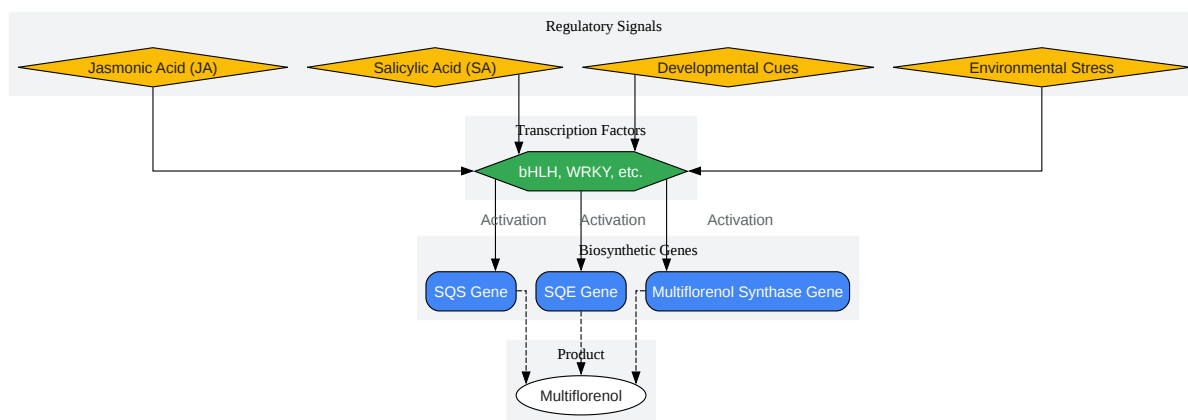 Regulatory Signals
Jasmonic Acid (JA)
Salicylic Acid (SA)
Developmental Cues
Environmental Stress
Transcription Factors
bHLH, WRKY, etc.
Activation
Activation
Activation
Biosynthetic Genes
SQS Gene
SQE Gene
Multiflorenol Synthase Gene
Product
Multiflorenol